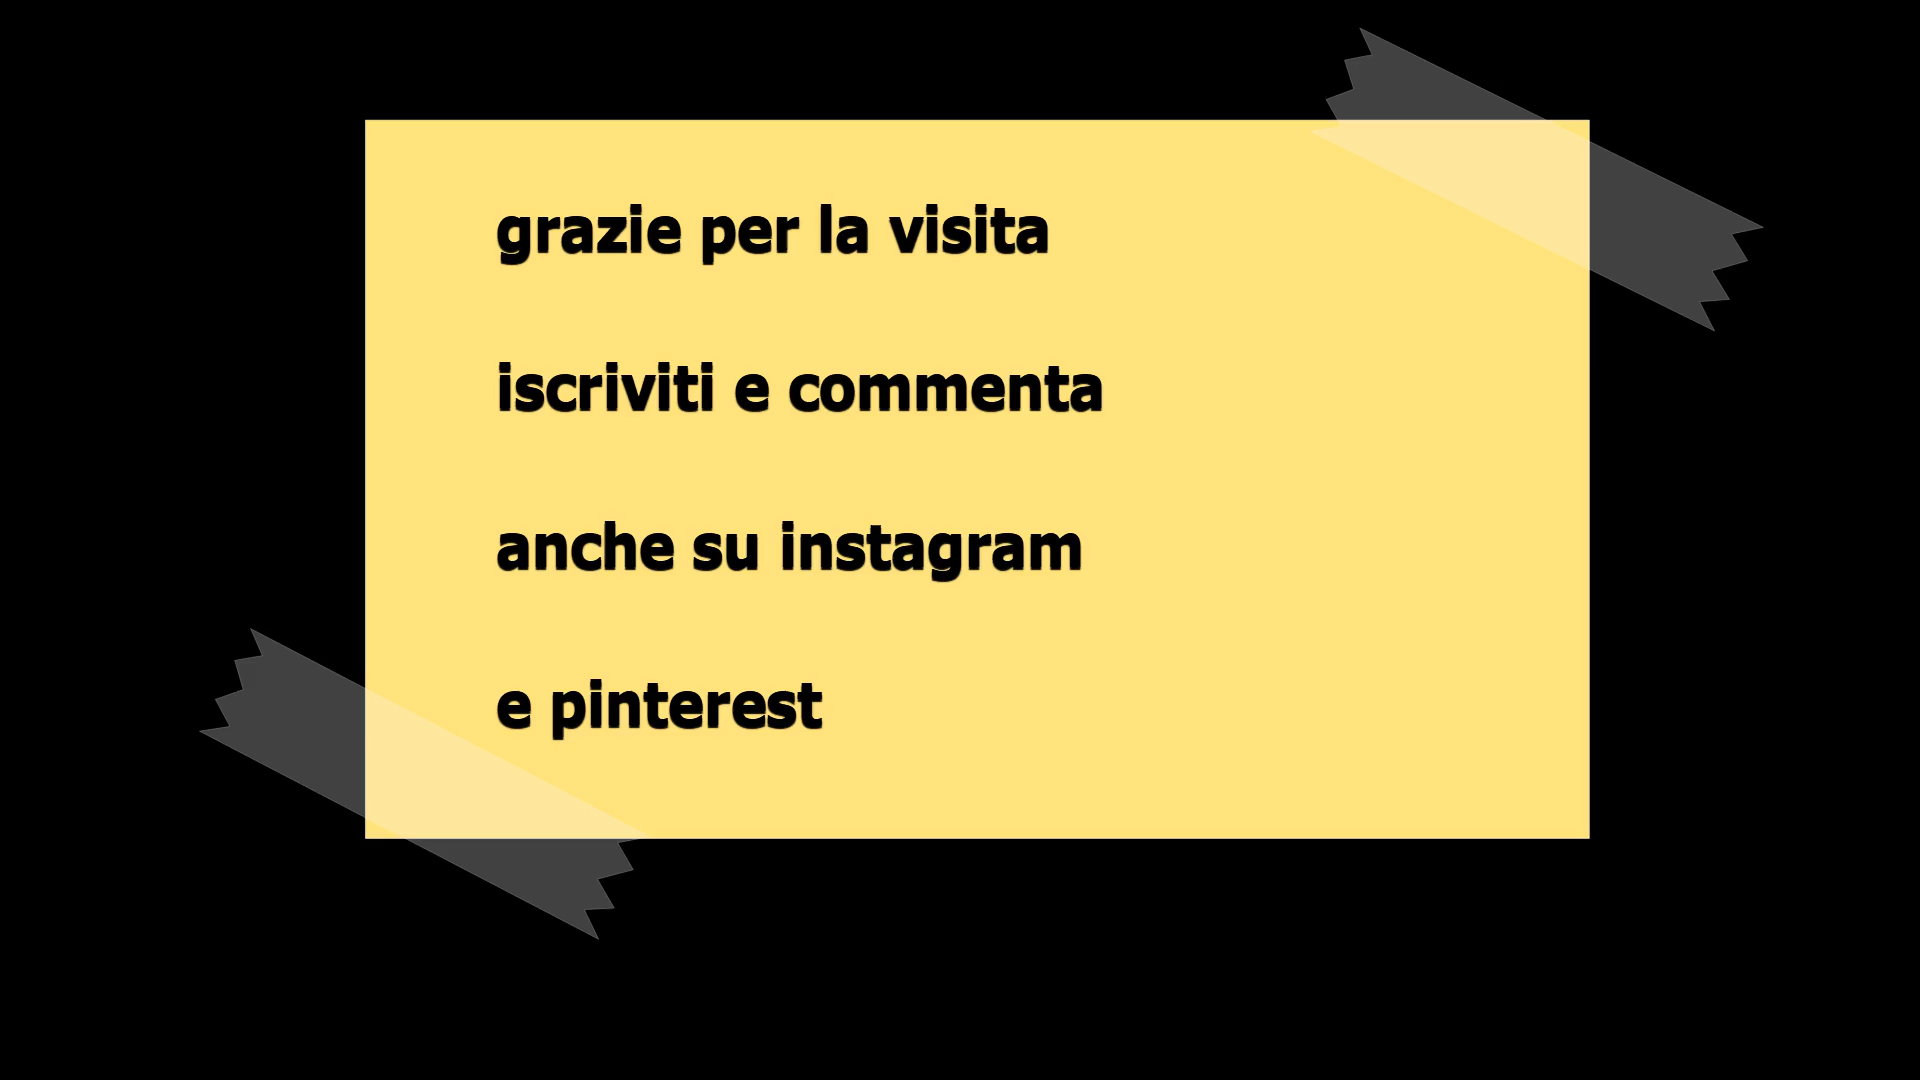 grazie per la visita
iscriviti e commenta
anche su instagram
e pinterest